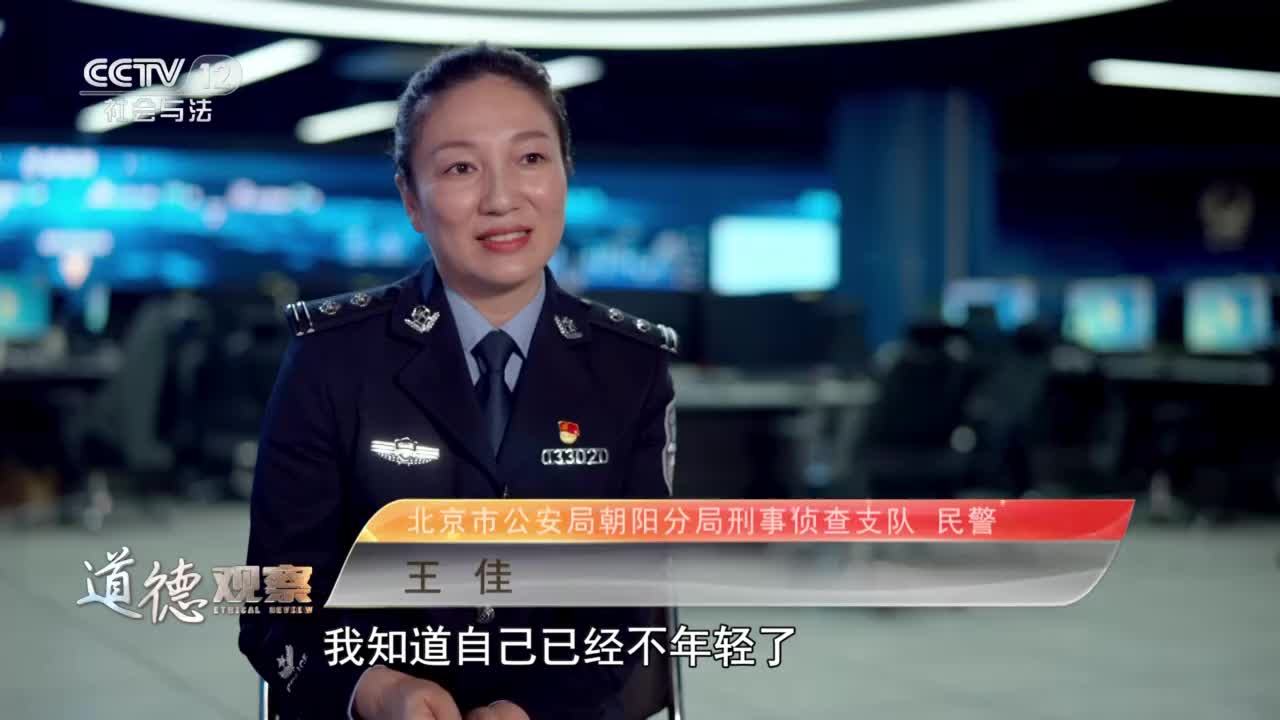 CCTV 12
社会与法
033020
北京市公安局朝阳分局刑事侦查支队 民警
王 佳
道德观察
ETHICAL REVIEW
我知道自己已经不年轻了